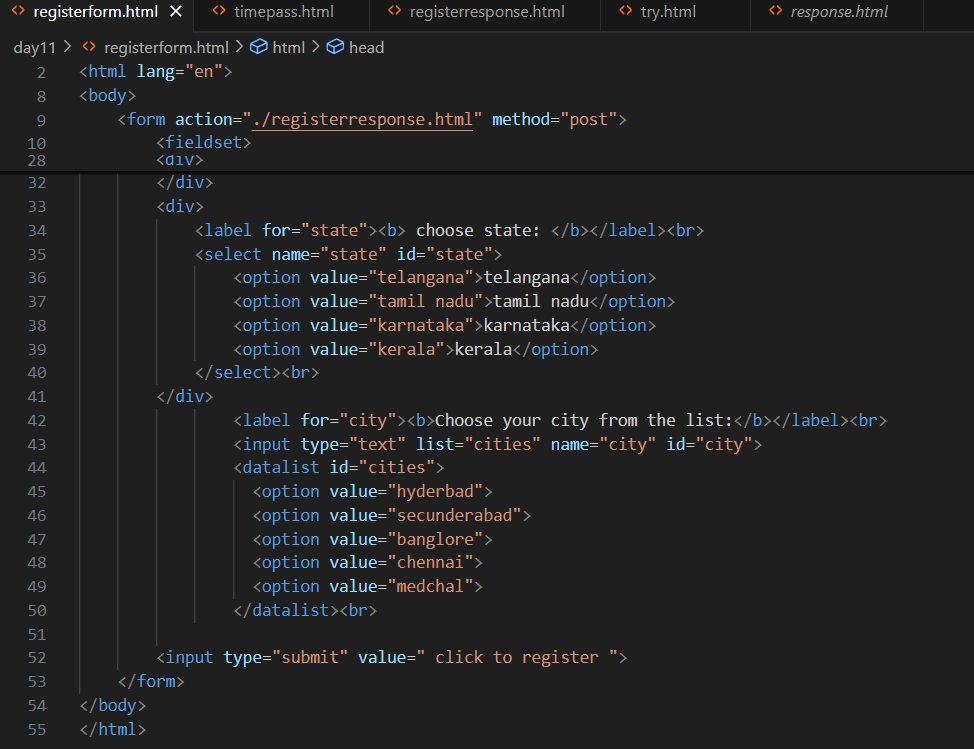 registerform.html timepass.html registerresponse.html try.html response.html
day11 > registerform.html > html > head
2 <html lang="en">
8 <body>
9 <form action="./registerresponse.html" method="post">
10 <fieldset>
28 <div>
32 </div>
33 <div>
34 <label for="state"><b> choose state: </b></label><br>
35 <select name="state" id="state">
36 <option value="telangana">telangana</option>
37 <option value="tamil nadu">tamil nadu</option>
38 <option value="karnataka">karnataka</option>
39 <option value="kerala">kerala</option>
40 </select><br>
41 </div>
42 <label for="city"><b>Choose your city from the list:</b></label><br>
43 <input type="text" list="cities" name="city" id="city">
44 <datalist id="cities">
45 <option value="hyderbad">
46 <option value="secunderabad">
47 <option value="banglore">
48 <option value="chennai">
49 <option value="medchal">
50 </datalist><br>
51
52 <input type="submit" value=" click to register ">
53 </form>
54 </body>
55 </html>